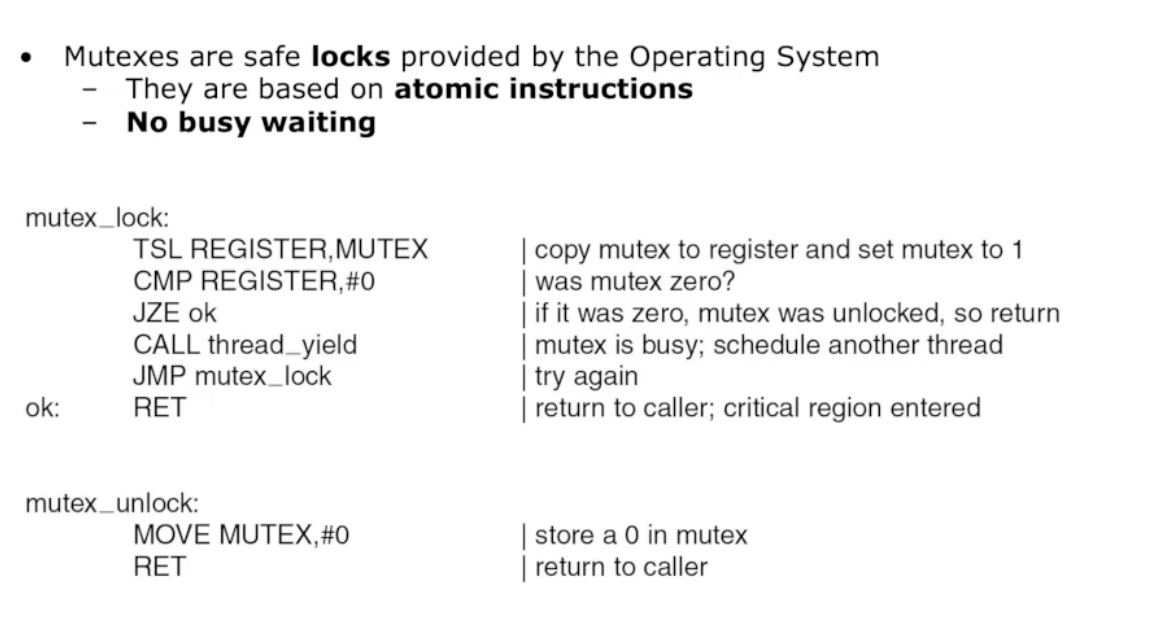 • Mutexes are safe locks provided by the Operating System
– They are based on atomic instructions
– No busy waiting
mutex_lock:
TSL REGISTER,MUTEX | copy mutex to register and set mutex to 1
CMP REGISTER,#0 | was mutex zero?
JZE ok | if it was zero, mutex was unlocked, so return
CALL thread_yield | mutex is busy; schedule another thread
JMP mutex_lock | try again
ok: RET | return to caller; critical region entered
mutex_unlock:
MOVE MUTEX,#0 | store a 0 in mutex
RET | return to caller